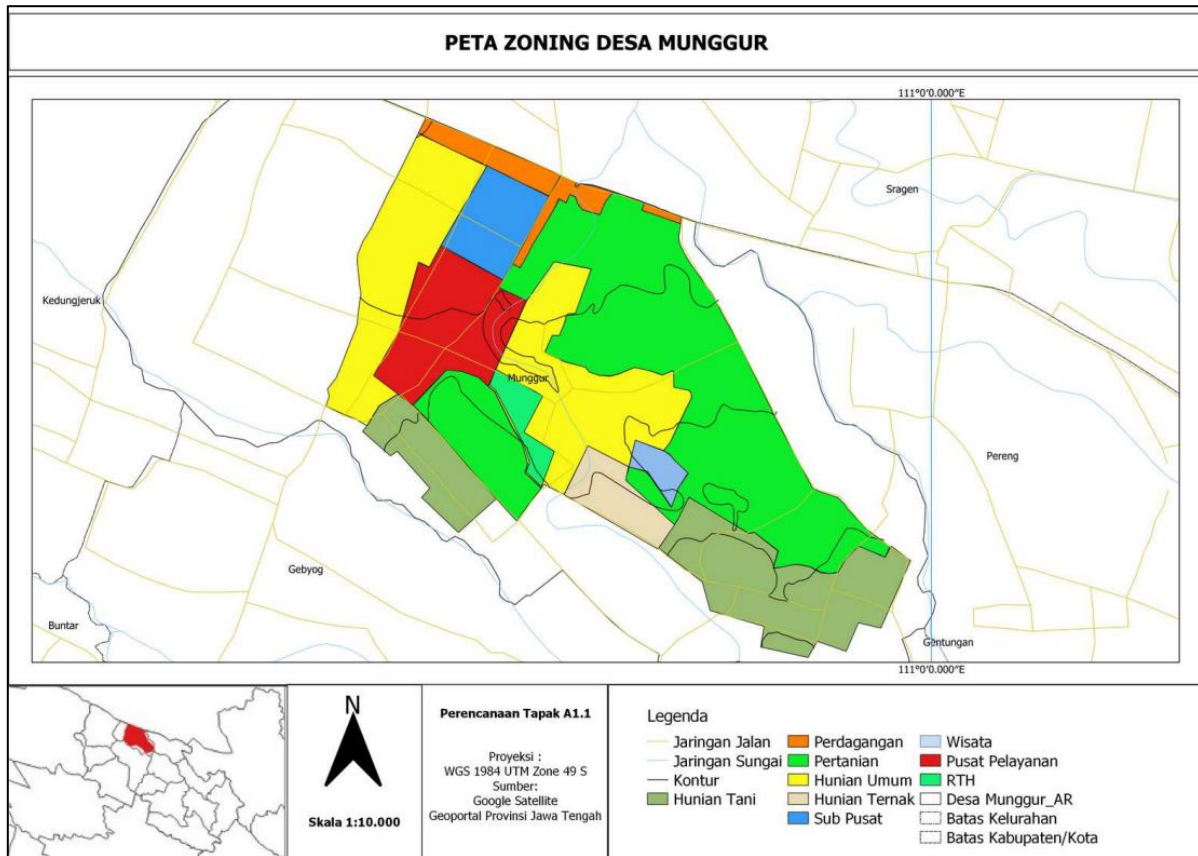 PETA ZONING DESA MUNGGUR
111°0'0.000"E
Sragen
Kedungjeruk
Munggur
Pereng
Gebyog
Buntar
Gentungan
111°0'0.000"E
N
Skala 1:10.000
Perencanaan Tapak A1.1
Proyeksi :
WGS 1984 UTM Zone 49 S
Sumber:
Google Satellite
Geoportal Provinsi Jawa Tengah
Legenda
Jaringan Jalan
Jaringan Sungai
Kontur
Hunian Tani
Perdagangan
Pertanian
Hunian Umum
Hunian Ternak
Sub Pusat
Wisata
Pusat Pelayanan
RTH
Desa Munggur_AR
Batas Kelurahan
Batas Kabupaten/Kota